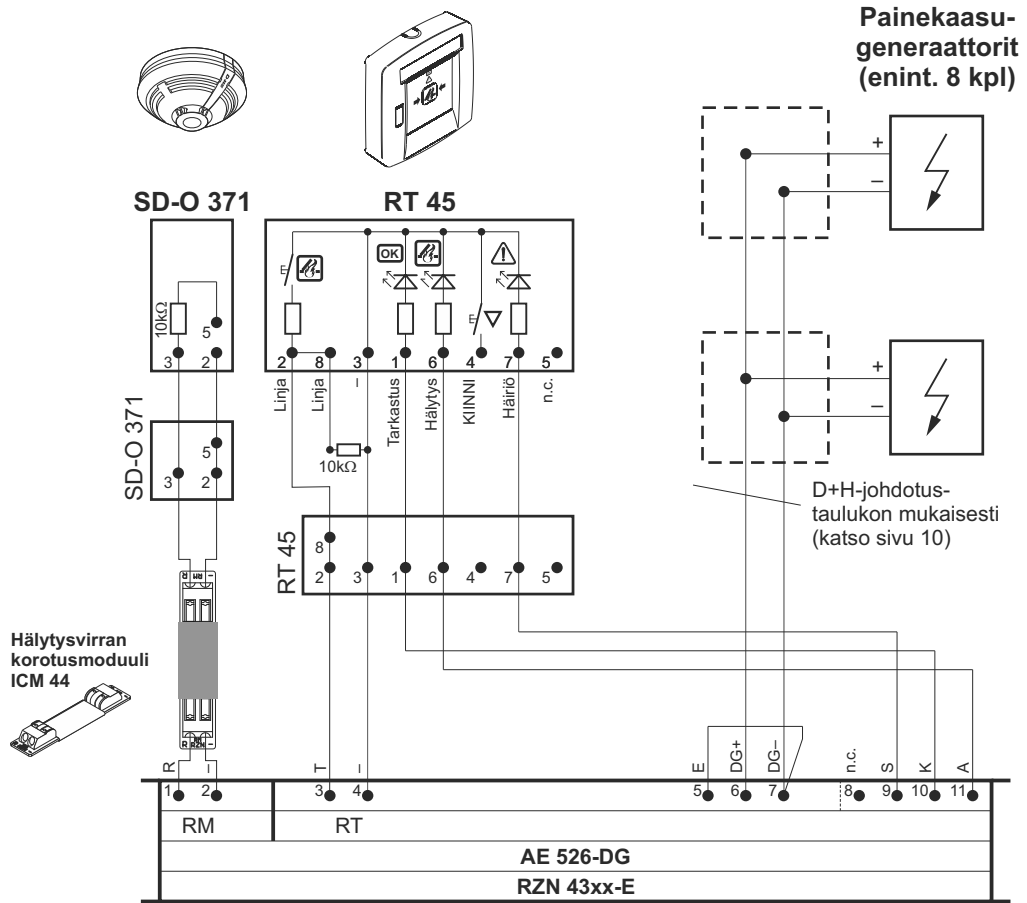 Painekaasu-
generaattorit
(enint. 8 kpl)
SD-O 371
RT 45
+
–
OK
E
E
10kΩ
5
3
2
2
8
3
1
6
4
7
5
Linja
Linja
–
Tarkastus
Hälytys
KIINNI
Häiriö
n.c.
+
–
SD-O 371
5
3
2
10kΩ
D+H-johdotus-
taulukon mukaisesti
(katso sivu 10)
RT 45
8
2
3
1
6
4
7
5
R
RM
–
Hälytysvirran
korotusmoduuli
ICM 44
R
RZN
–
R
–
T
–
E
DG+
DG–
n.c.
S
K
A
1
2
3
4
5
6
7
8
9
10
11
RM
RT
AE 526-DG
RZN 43xx-E